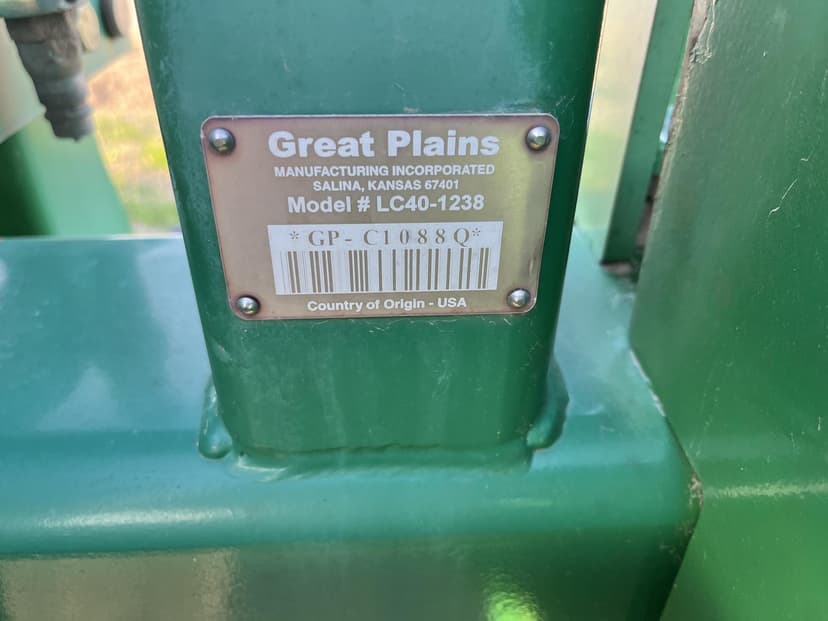 Great Plains
MANUFACTURING INCORPORATED
SALINA, KANSAS 67401
Model # LC40-1238
*GP-C1088Q*
Country of Origin - USA